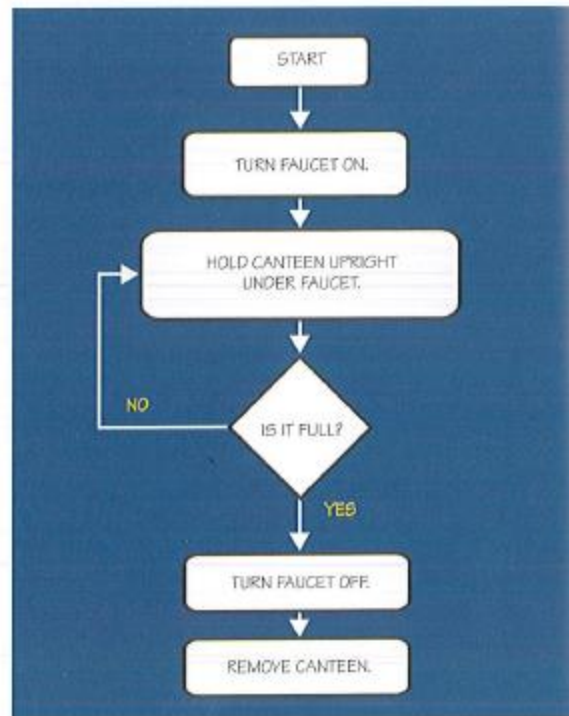 START
TURN FAUCET ON.
HOLD CANTEEN UPRIGHT
UNDER FAUCET.
NO
IS IT FULL?
YES
TURN FAUCET OFF.
REMOVE CANTEEN.